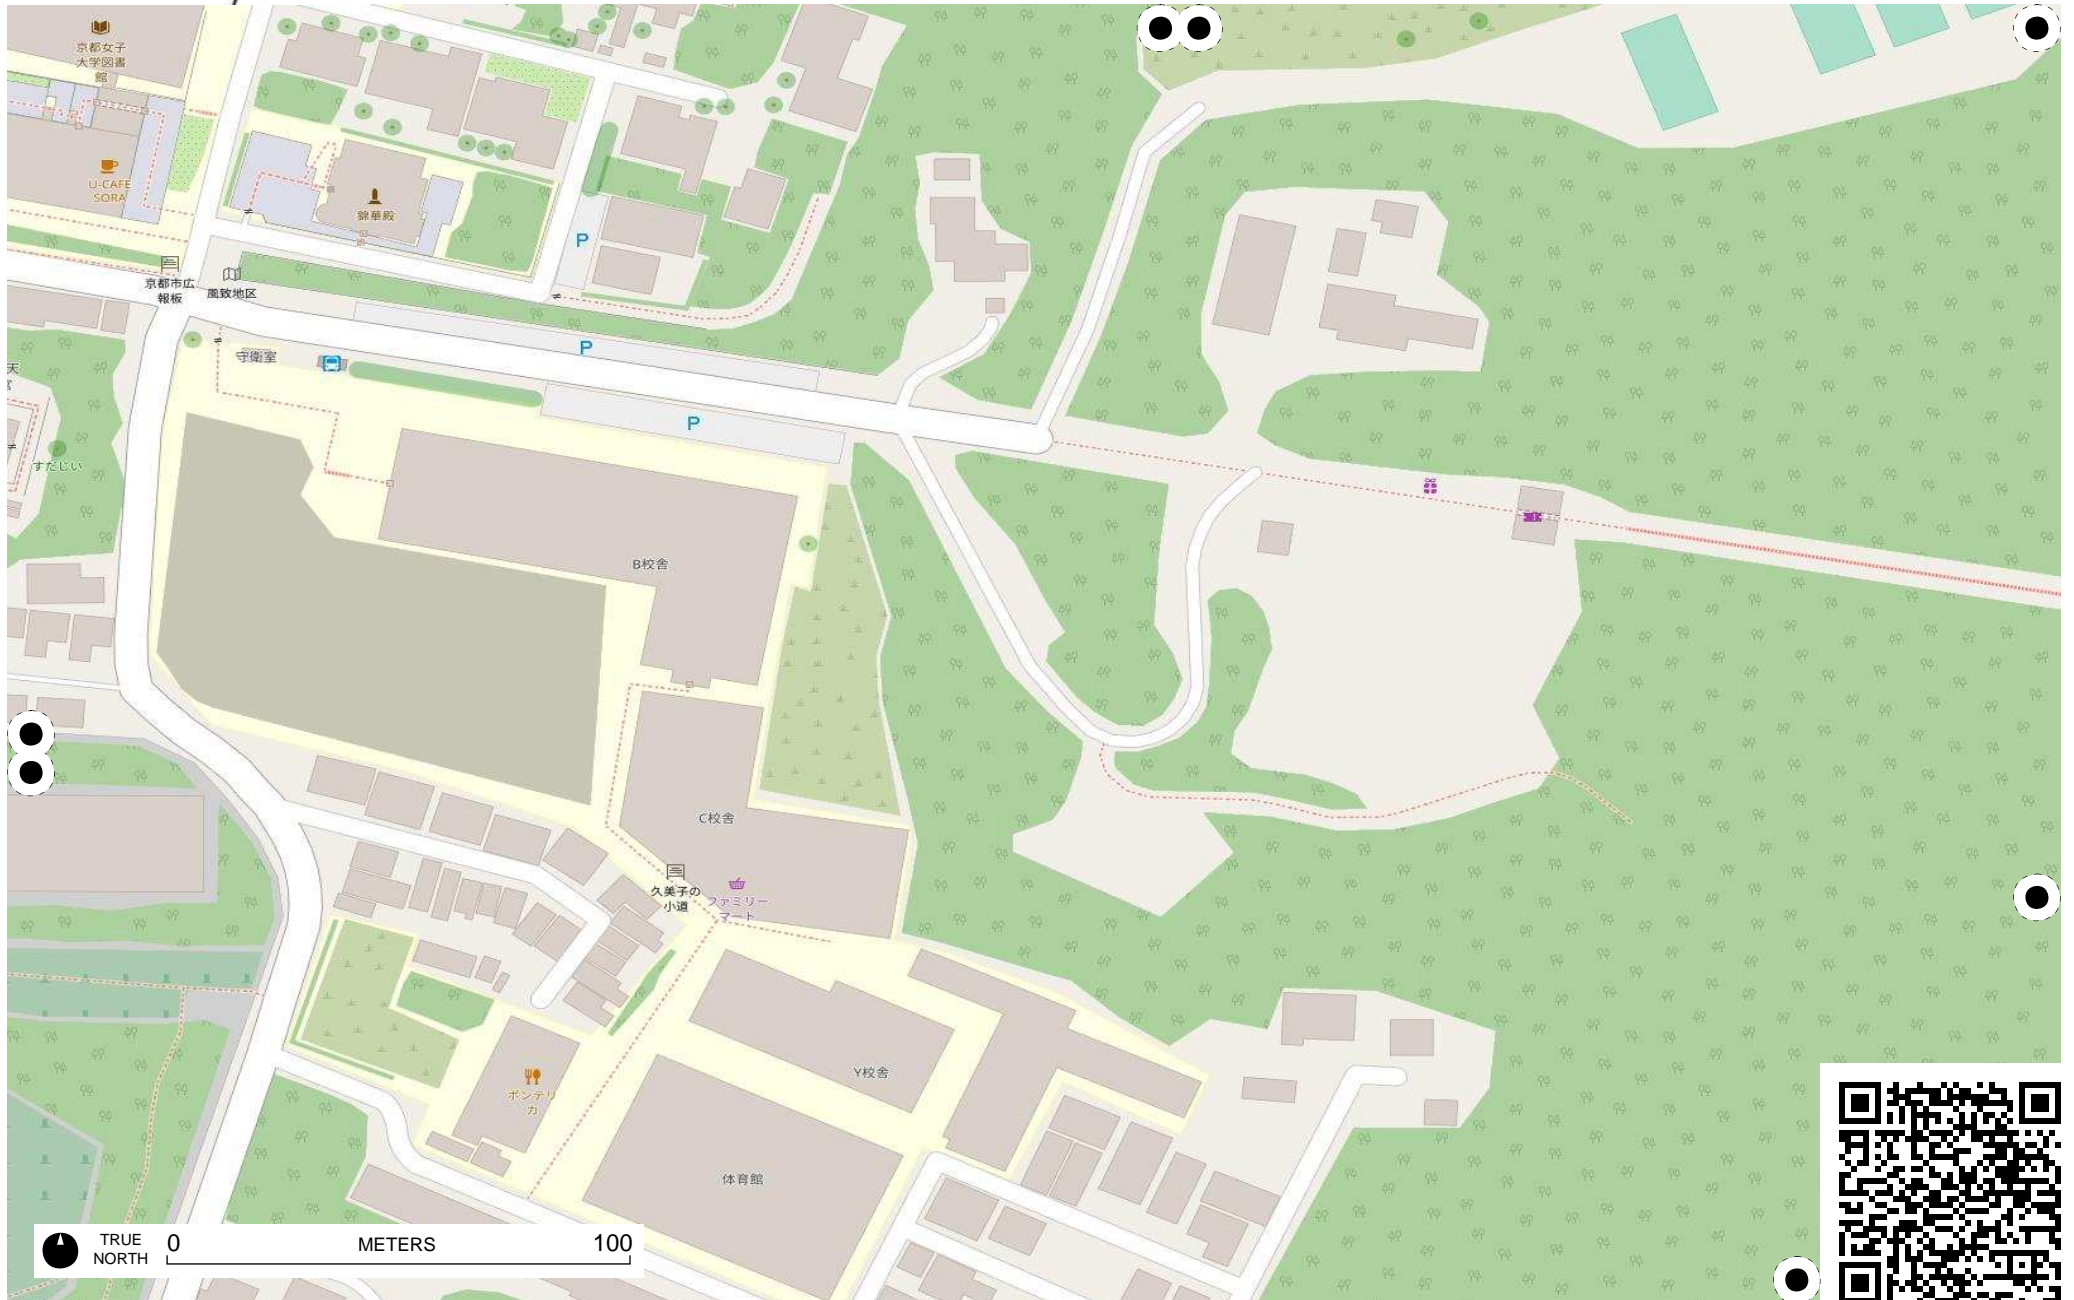 京都女子
大学図書
館
U-CAFE
SORA
錦華殿
P
京都市広
報板
風致地区
P
守衛室
天
P
すだじい
B校舎
C校舎
久美子の
小道
ファミリー
マート
Y校舎
ポンテリ
カ
体育館
TRUE
NORTH
0
METERS
100